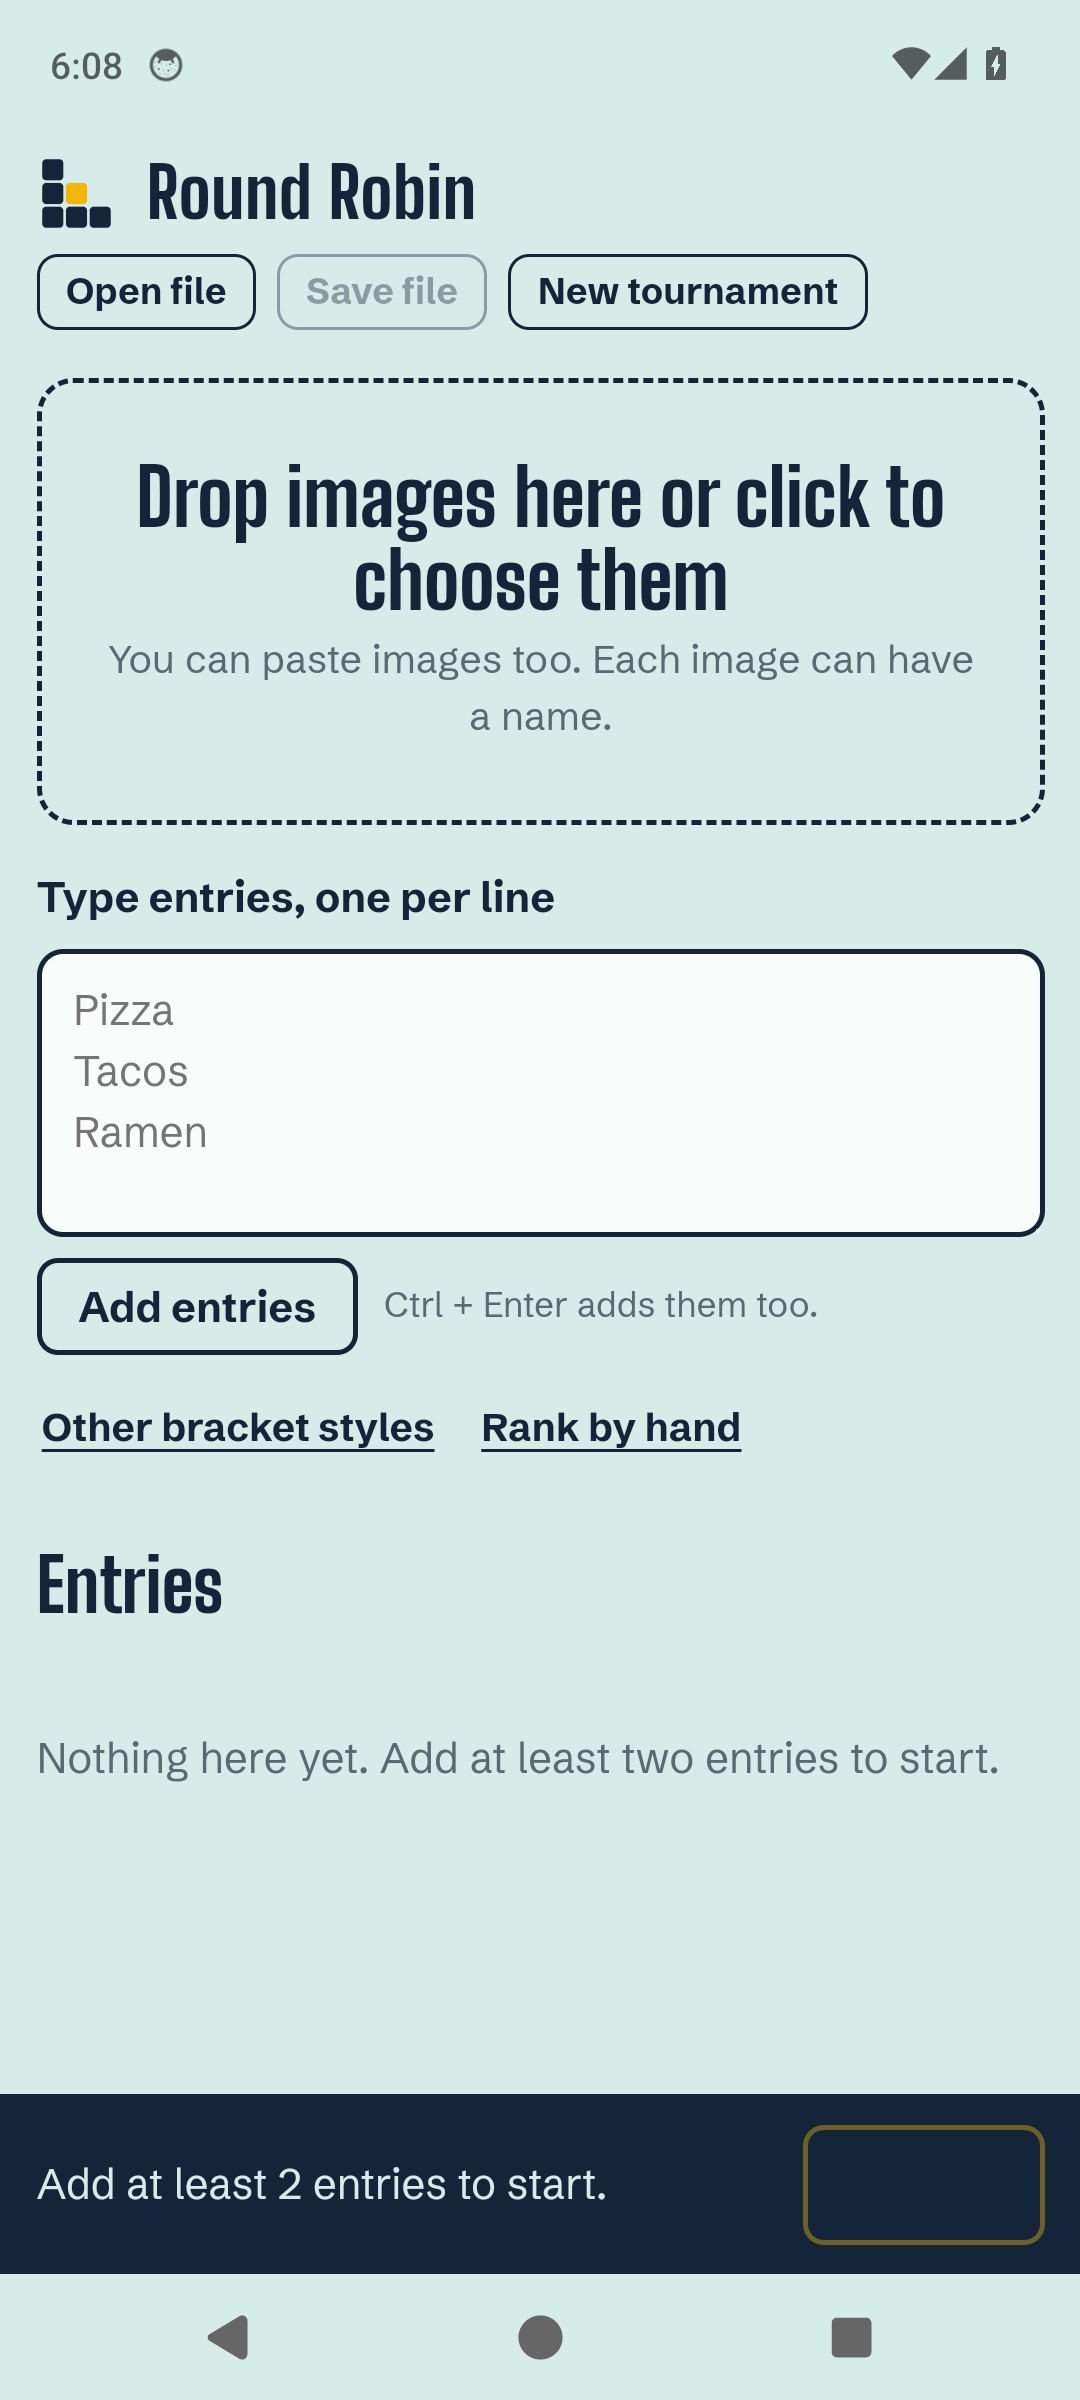 6:08
Round Robin
Open file
Save file
New tournament
Drop images here or click to
choose them
You can paste images too. Each image can have
a name.
Type entries, one per line
Pizza
Tacos
Ramen
Add entries
Ctrl + Enter adds them too.
Other bracket styles
Rank by hand
Entries
Nothing here yet. Add at least two entries to start.
Add at least 2 entries to start.